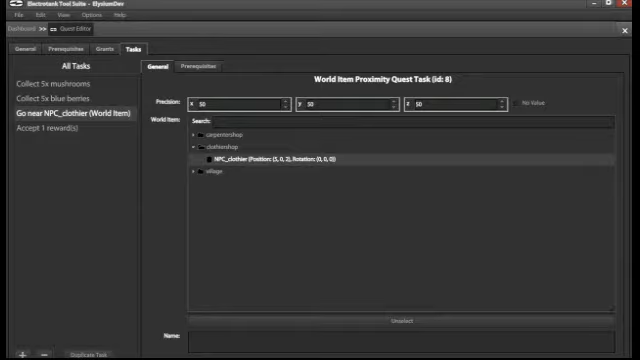 Electrotank Tool Suite - ElysiumDev
File Edit View Options Help
Dashboard >> Quest Editor
General Prerequisites Grants Tasks
All Tasks
Collect 5x mushrooms
Collect 5x blue berries
Go near NPC_clothier (World Item)
Accept 1 reward(s)
Duplicate Task
General Prerequisites
World Item Proximity Quest Task (id: 8)
Precision: x 50 y 50 z 50 No Value
World Item: Search:
carpentershop
clothiershop
NPC_clothier (Position: (5, 0, 2), Rotation: (0, 0, 0))
village
Unselect
Name: